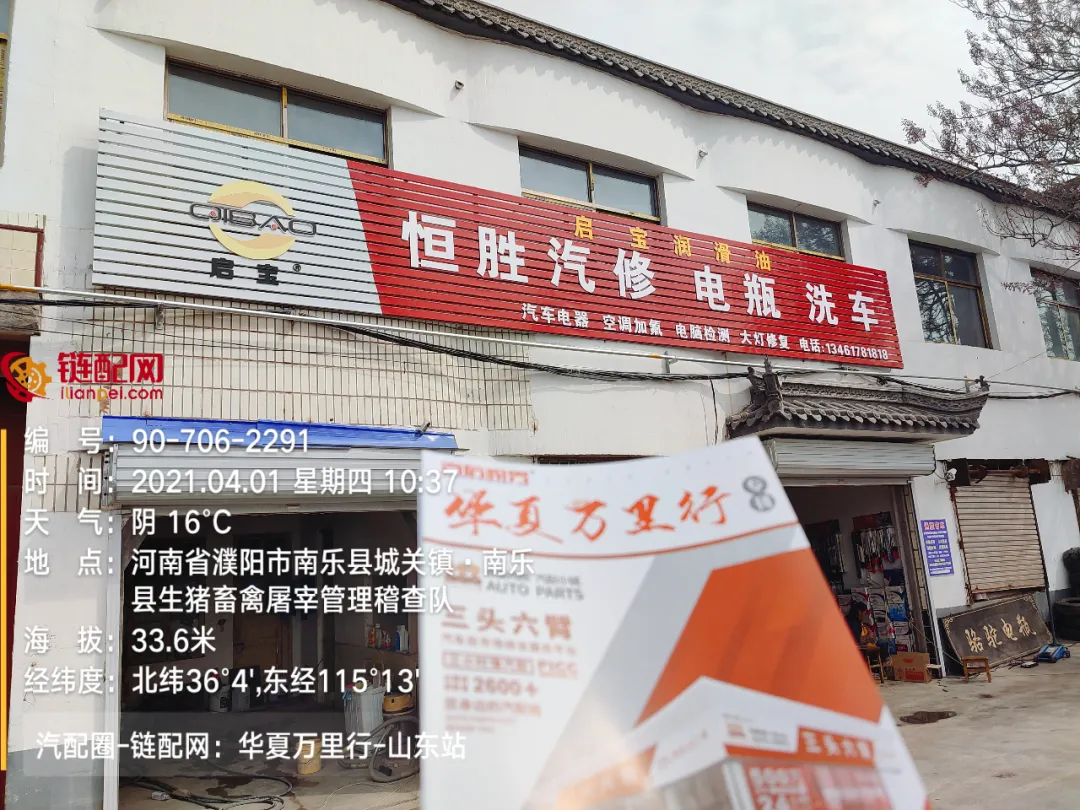 QIBAO
启宝®
启宝润滑油
恒胜汽修 电瓶 洗车
汽车电器 空调加氟 电脑检测 大灯修复 电话:13461781818
链配网
ilianpei.com
编号: 90-706-2291
时间: 2021.04.01 星期四 10:37
天气: 阴 16°C
地点: 河南省濮阳市南乐县城关镇·南乐
县生猪畜禽屠宰管理稽查队
海拔: 33.6米
经纬度: 北纬36°4',东经115°13'
汽配圈-链配网: 华夏万里行-山东站
华夏万里行
AUTO PARTS
三头六臂
2600+
三头六臂
骆驼电瓶